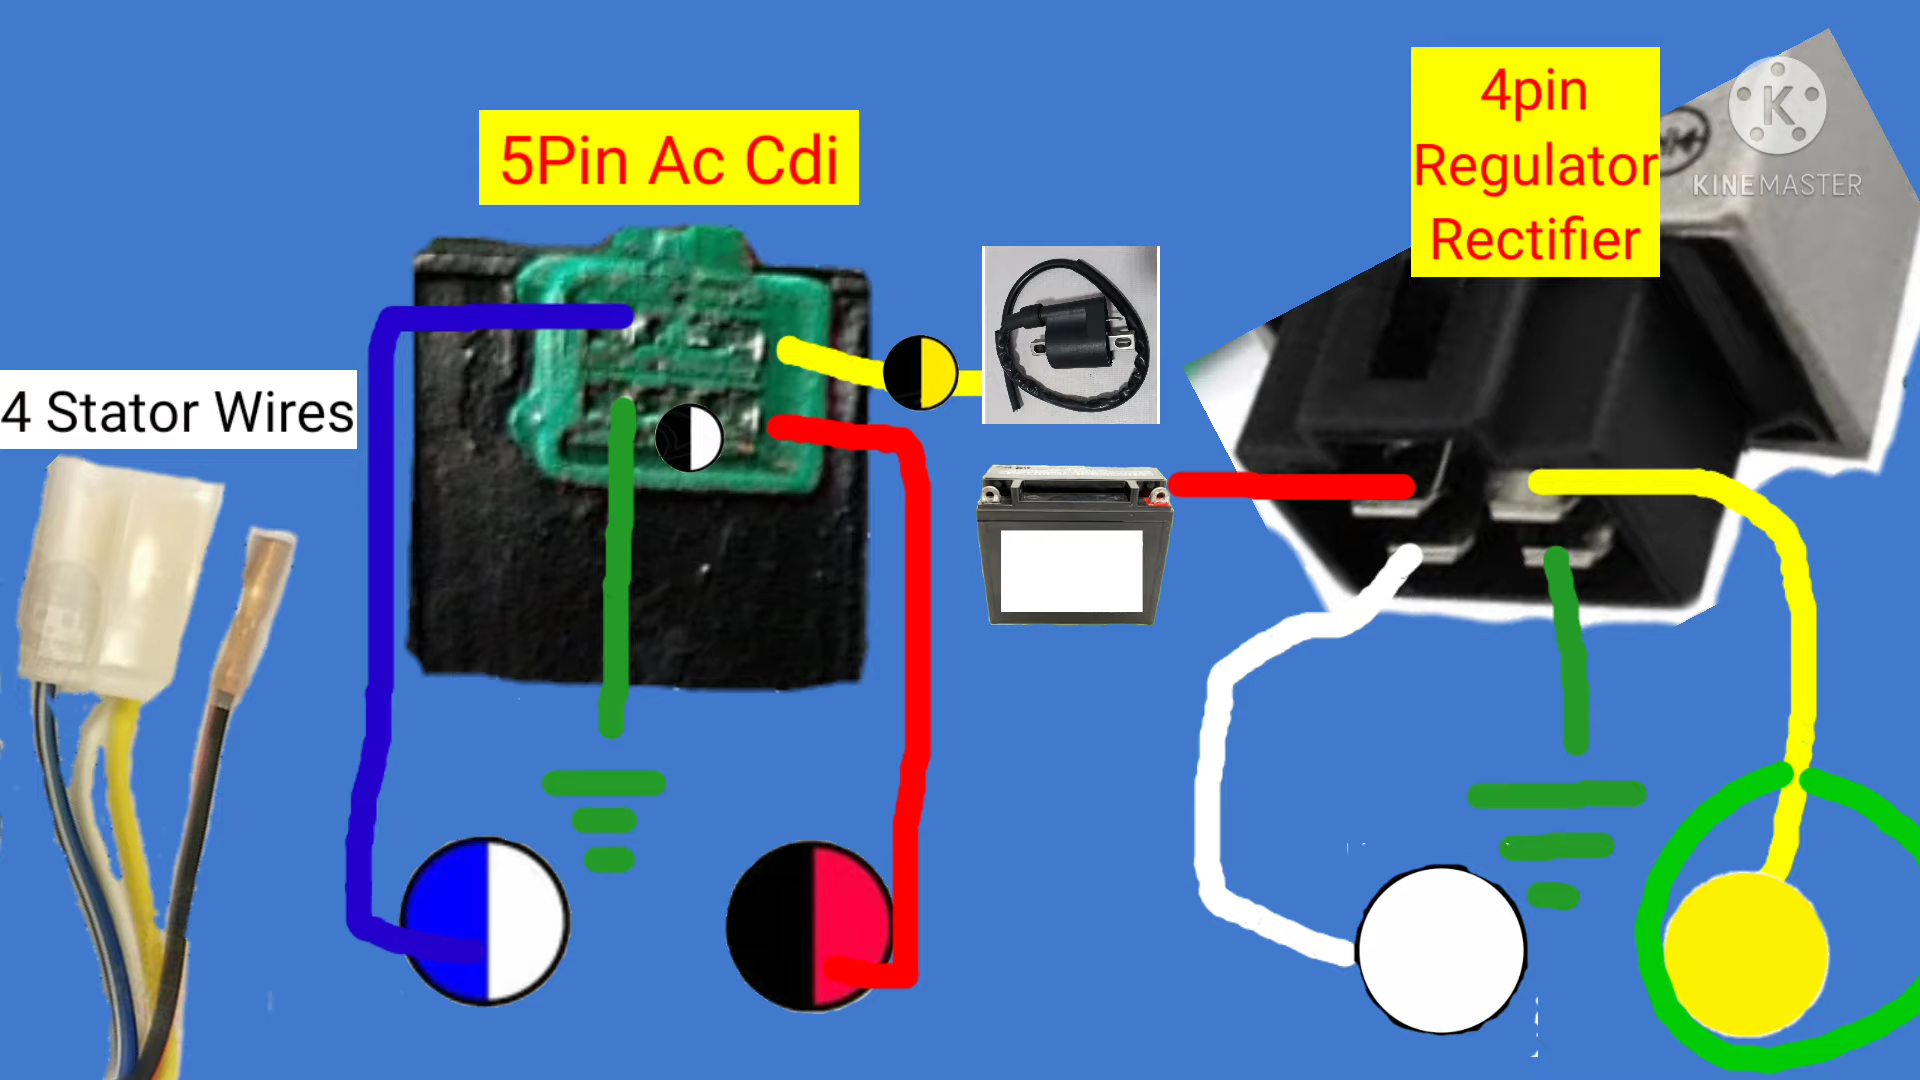 5Pin Ac Cdi
4pin
Regulator
Rectifier
K
KINEMASTER
4 Stator Wires